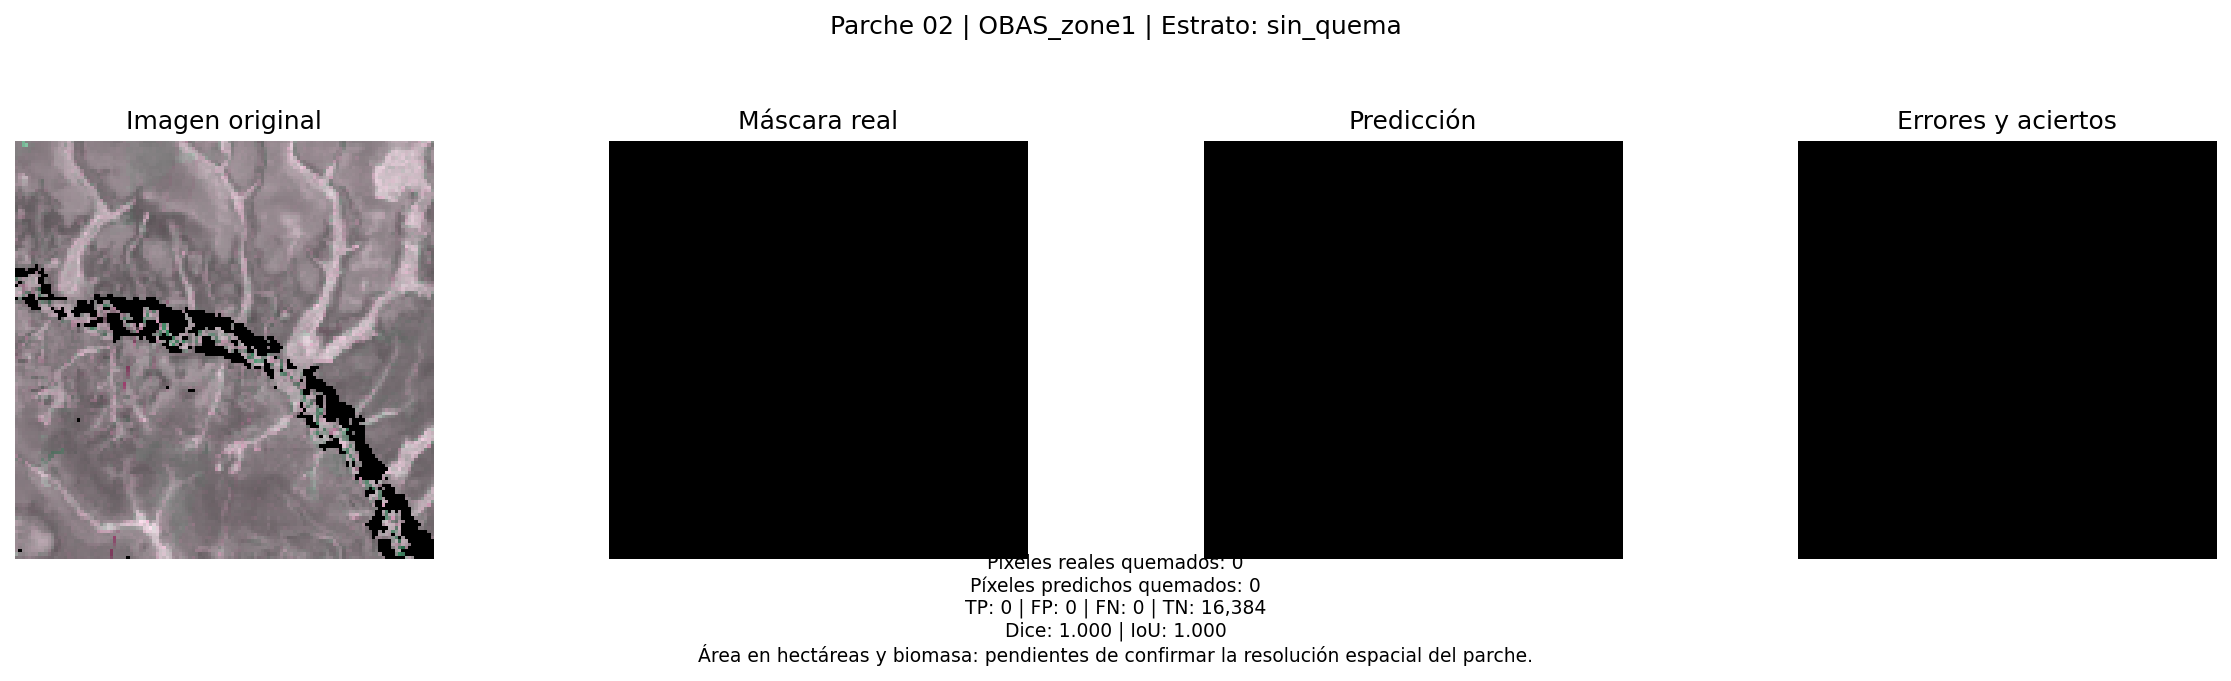 Parche 02 | OBAS_zone1 | Estrato: sin_quema
Imagen original
Máscara real
Predicción
Errores y aciertos
Píxeles reales quemados: 0
Píxeles predichos quemados: 0
TP: 0 | FP: 0 | FN: 0 | TN: 16,384
Dice: 1.000 | IoU: 1.000
Área en hectáreas y biomasa: pendientes de confirmar la resolución espacial del parche.